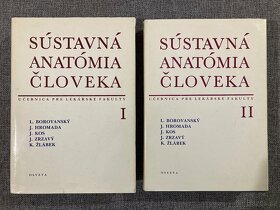 SÚSTAVNÁ
ANATÓMIA
ČLOVEKA
UČEBNICA PRE LEKÁRSKE FAKULTY
I
L. BOROVANSKÝ
J. HROMADA
J. KOS
J. ZRZAVÝ
K. ŽLÁBEK
OSVETA
SÚSTAVNÁ
ANATÓMIA
ČLOVEKA
UČEBNICA PRE LEKÁRSKE FAKULTY
II
L. BOROVANSKÝ
J. HROMADA
J. KOS
J. ZRZAVÝ
K. ŽLÁBEK
OSVETA